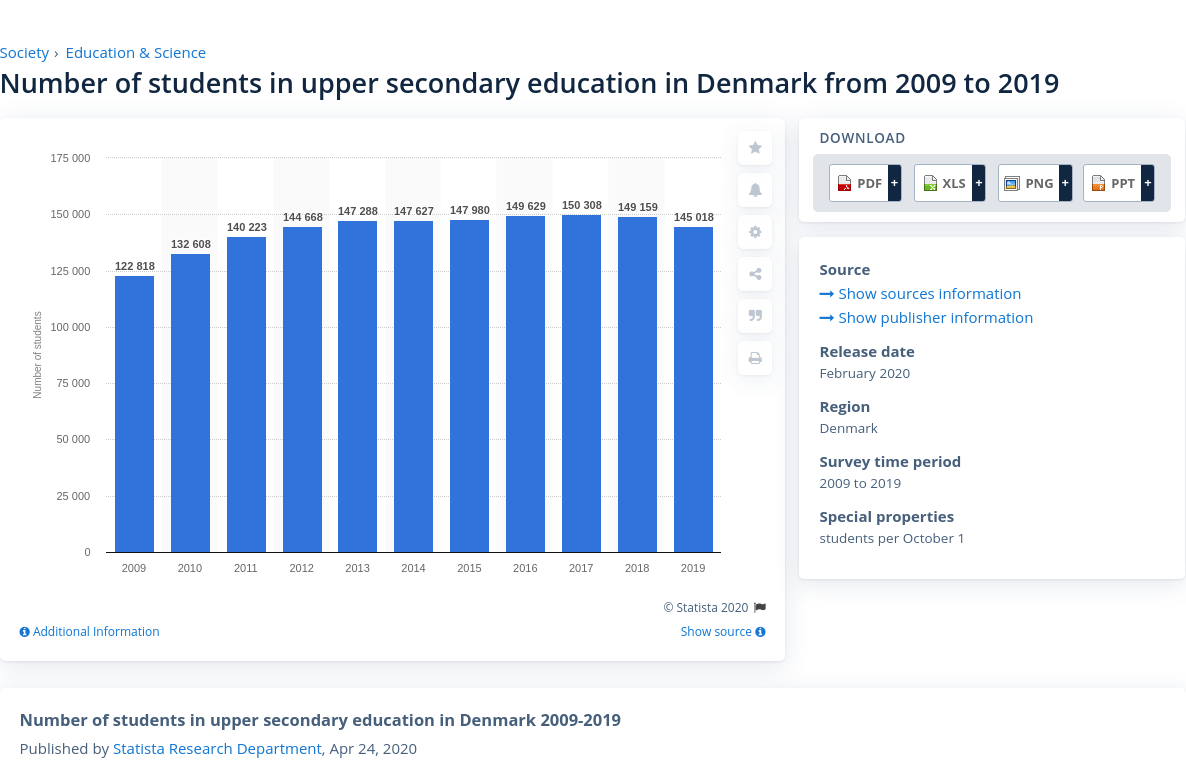 Society › Education & Science
Number of students in upper secondary education in Denmark from 2009 to 2019
175 000
150 000
125 000
100 000
75 000
50 000
25 000
0
Number of students
122 818
132 608
140 223
144 668
147 288
147 627
147 980
149 629
150 308
149 159
145 018
2009 2010 2011 2012 2013 2014 2015 2016 2017 2018 2019
© Statista 2020
Additional Information
Show source
DOWNLOAD
PDF + XLS + PNG + PPT +
Source
Show sources information
Show publisher information
Release date
February 2020
Region
Denmark
Survey time period
2009 to 2019
Special properties
students per October 1
Number of students in upper secondary education in Denmark 2009-2019
Published by Statista Research Department, Apr 24, 2020